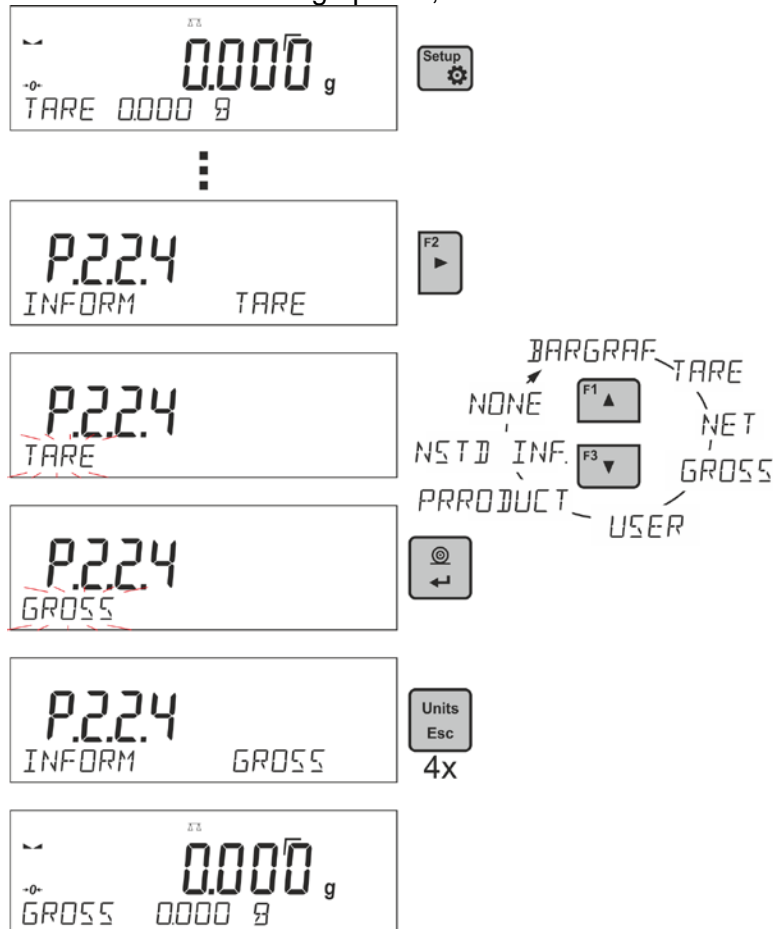 0.000 g
Setup
→0←
TARE 0.000 g
P.2.2.4
F2
INFORM TARE
P.2.2.4
TARE
BARGRAF
TARE
NET
GROSS
USER
PRRODUCT
NSTD INF.
NONE
F1
F3
P.2.2.4
GROSS
P.2.2.4
INFORM GROSS
Units
Esc
4x
0.000 g
→0←
GROSS 0.000 g